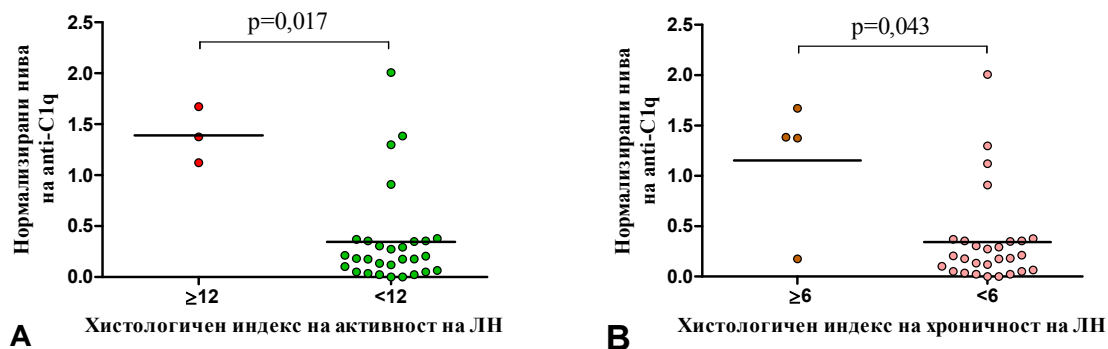 p=0,017
2.5
2.0
1.5
1.0
0.5
0.0
Нормализирани нива
на anti-C1q
≥12
<12
Хистологичен индекс на активност на ЛН
A
p=0,043
2.5
2.0
1.5
1.0
0.5
0.0
Нормализирани нива
на anti-C1q
≥6
<6
Хистологичен индекс на хроничност на ЛН
B